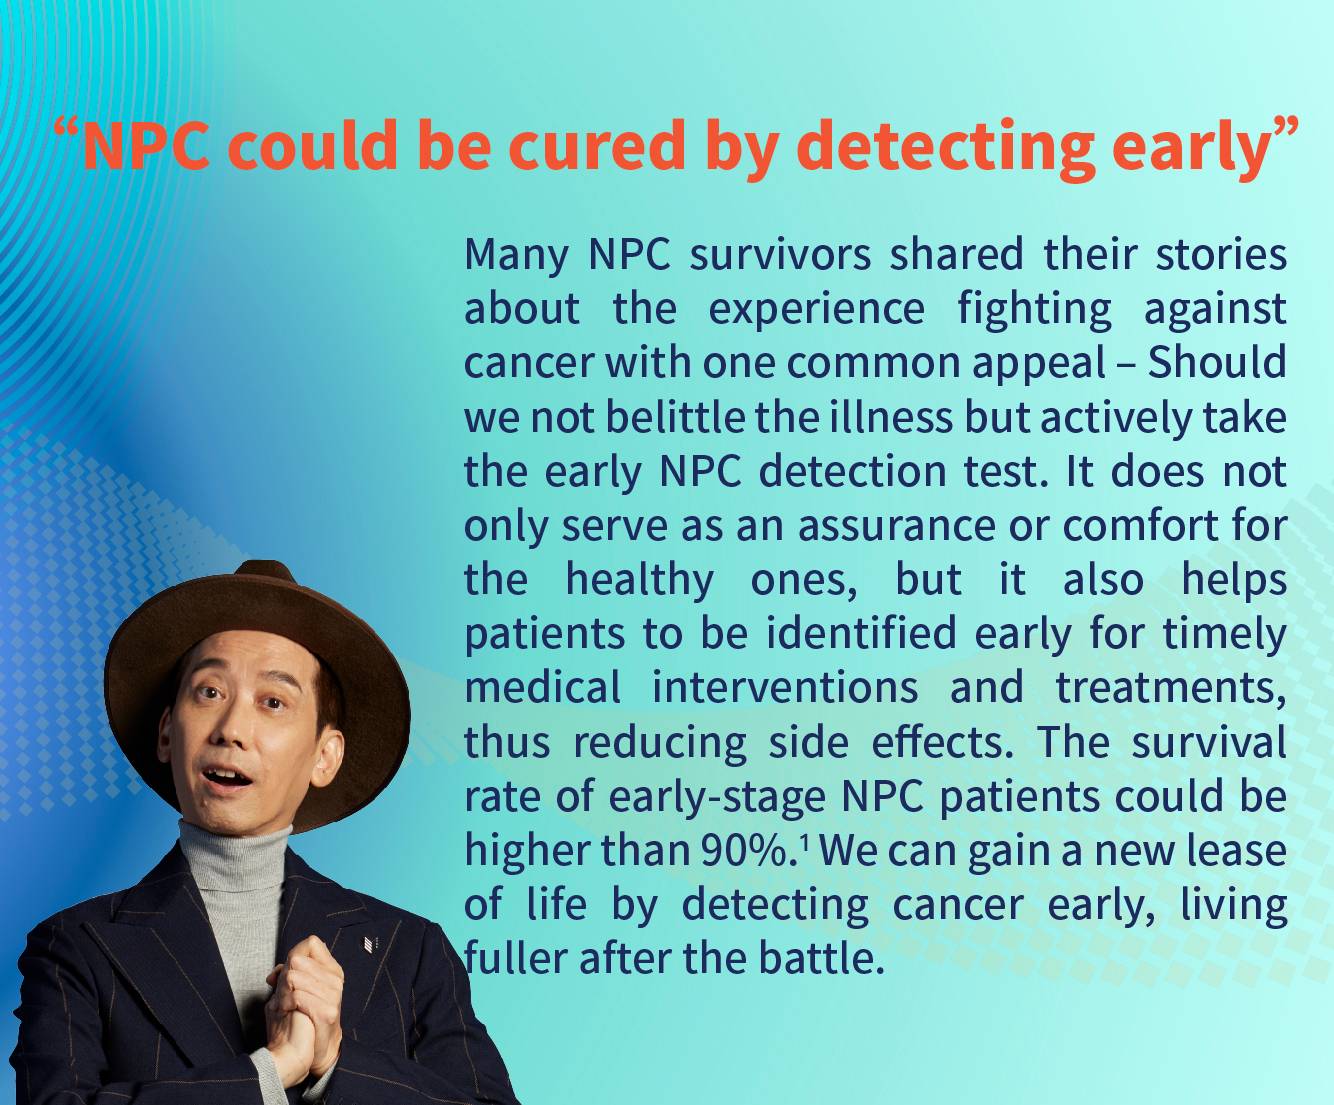 “NPC could be cured by detecting early”
Many NPC survivors shared their stories
about the experience fighting against
cancer with one common appeal – Should
we not belittle the illness but actively take
the early NPC detection test. It does not
only serve as an assurance or comfort for
the healthy ones, but it also helps
patients to be identified early for timely
medical interventions and treatments,
thus reducing side effects. The survival
rate of early-stage NPC patients could be
higher than 90%.¹ We can gain a new lease
of life by detecting cancer early, living
fuller after the battle.